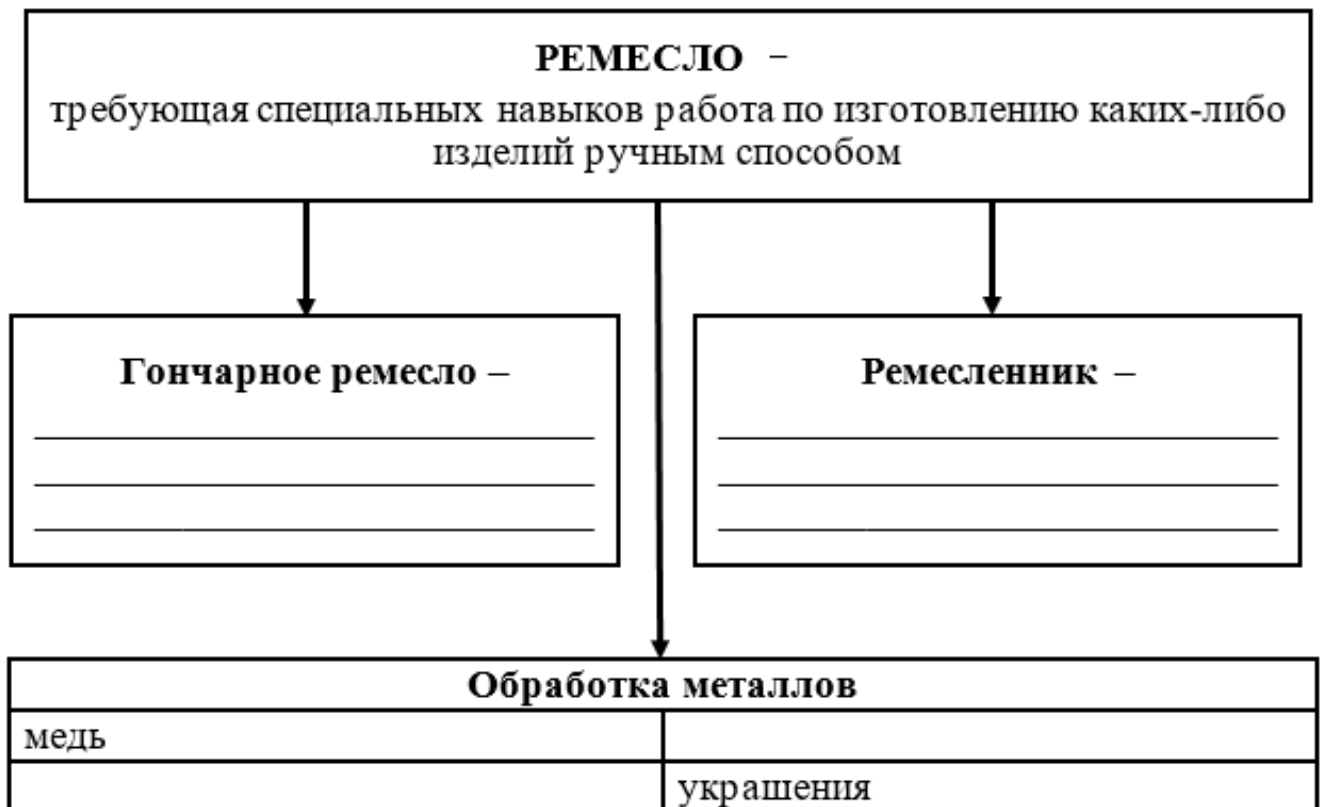 РЕМЕСЛО –
требующая специальных навыков работа по изготовлению каких-либо
изделий ручным способом
Гончарное ремесло –
Ремесленник –
Обработка металлов
медь
украшения